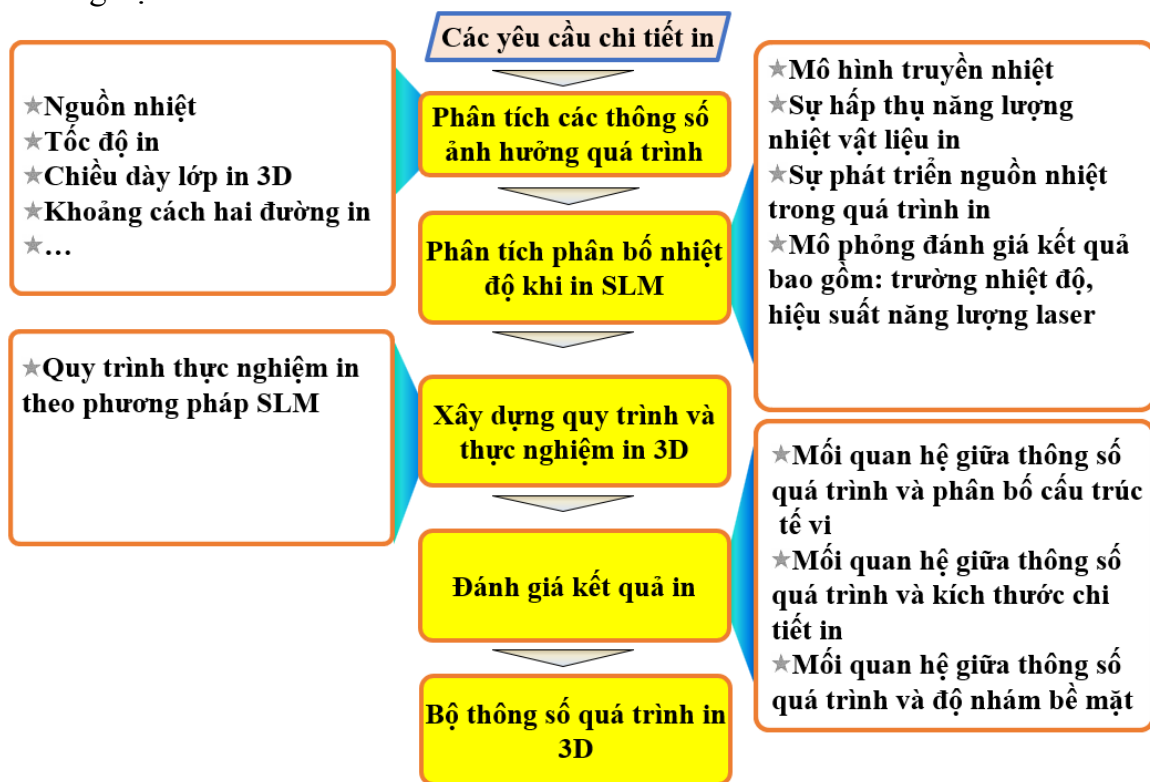 Các yêu cầu chi tiết in
★Nguồn nhiệt
★Tốc độ in
★Chiều dày lớp in 3D
★Khoảng cách hai đường in
★…
Phân tích các thông số
ảnh hưởng quá trình
Phân tích phân bố nhiệt
độ khi in SLM
★Mô hình truyền nhiệt
★Sự hấp thụ năng lượng
nhiệt vật liệu in
★Sự phát triển nguồn nhiệt
trong quá trình in
★Mô phỏng đánh giá kết quả
bao gồm: trường nhiệt độ,
hiệu suất năng lượng laser
★Quy trình thực nghiệm in
theo phương pháp SLM
Xây dựng quy trình và
thực nghiệm in 3D
Đánh giá kết quả in
★Mối quan hệ giữa thông số
quá trình và phân bố cấu trúc
tế vi
★Mối quan hệ giữa thông số
quá trình và kích thước chi
tiết in
★Mối quan hệ giữa thông số
quá trình và độ nhám bề mặt
Bộ thông số quá trình in
3D